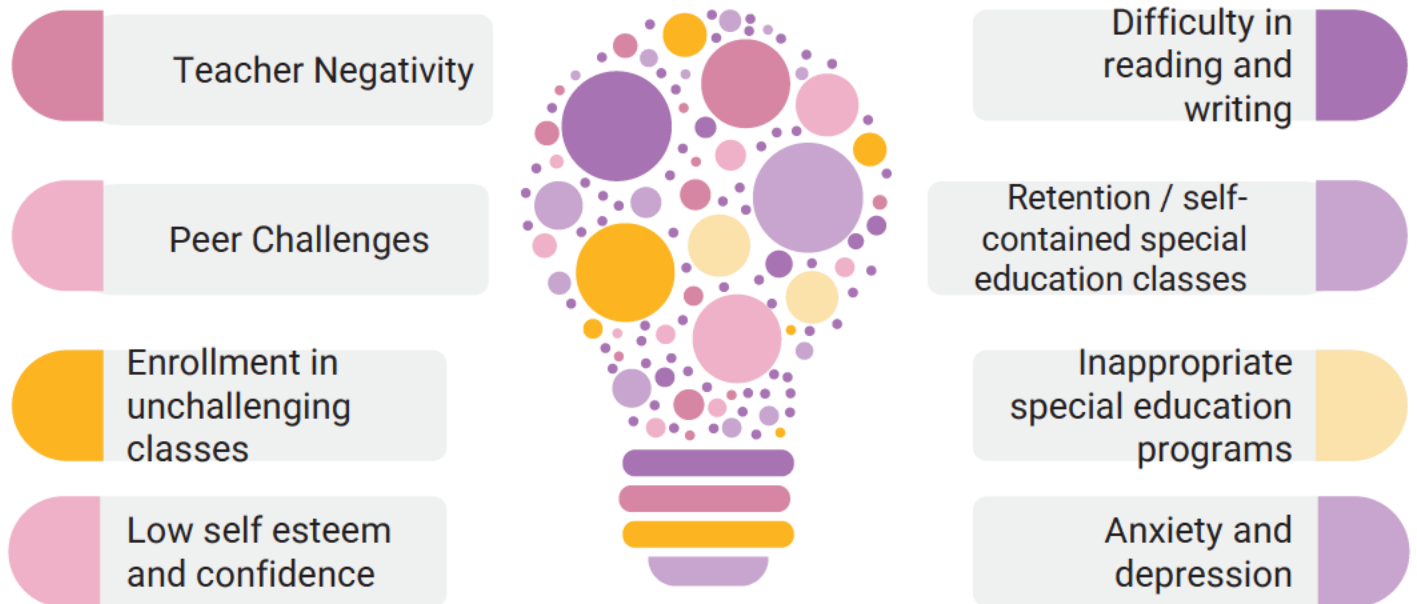 Teacher Negativity
Peer Challenges
Enrollment in
unchallenging
classes
Low self esteem
and confidence
Difficulty in
reading and
writing
Retention / self-
contained special
education classes
Inappropriate
special education
programs
Anxiety and
depression